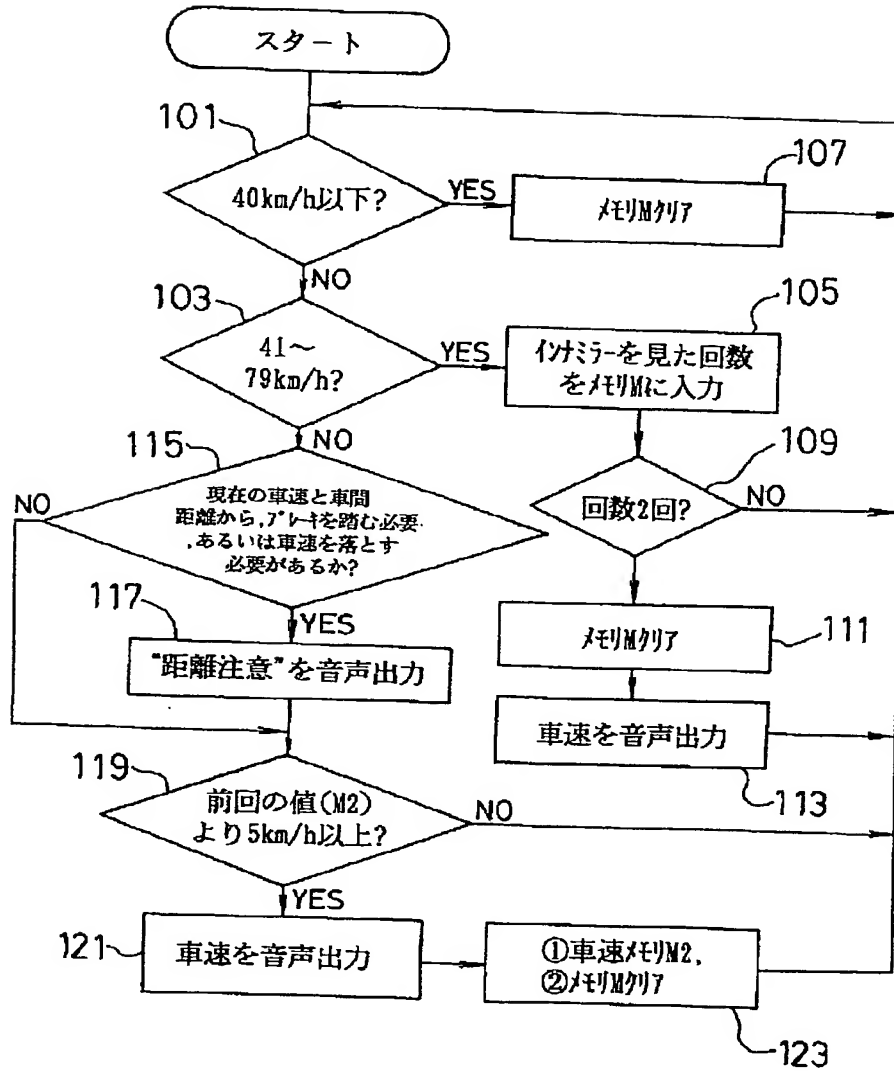 スタート
101
40km/h以下?
YES
107
メモリMクリア
NO
103
41～
79km/h?
YES
105
インナミラーを見た回数
をメモリMに入力
NO
115
NO
現在の車速と車間
距離から,ブレーキを踏む必要
,あるいは車速を落とす
必要があるか?
109
回数2回?
NO
YES
117
"距離注意"を音声出力
メモリMクリア
111
車速を音声出力
113
119
前回の値(M2)
より5km/h以上?
NO
YES
121
車速を音声出力
①車速メモリM2,
②メモリMクリア
123